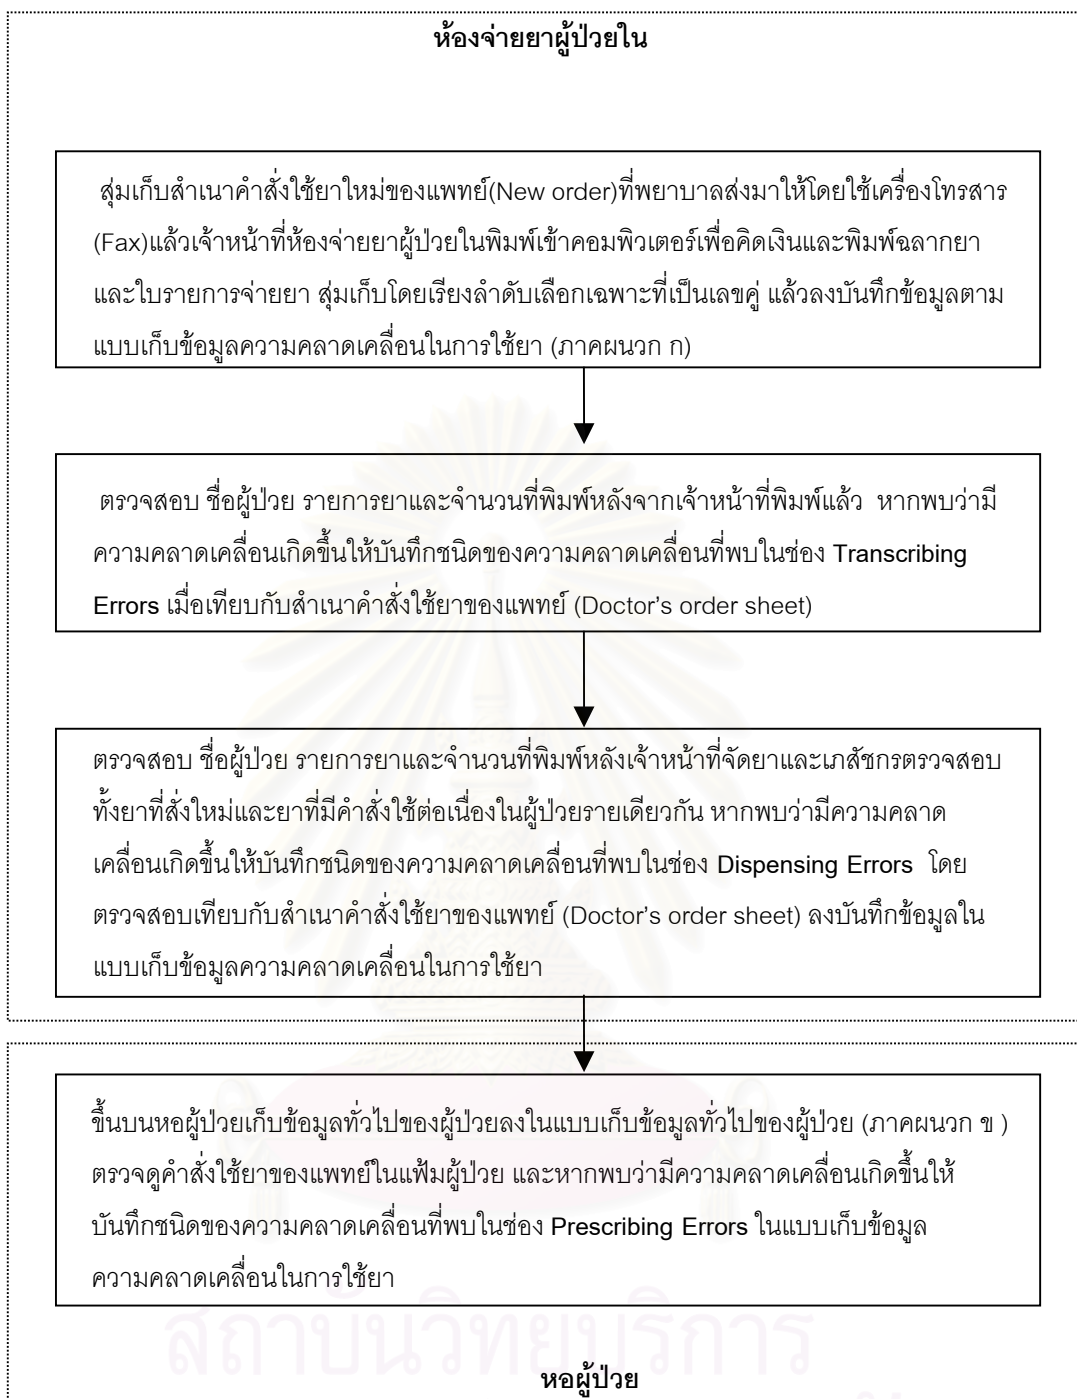 ห้องจ่ายยาผู้ป่วยใน
สุ่มเก็บสำเนาคำสั่งใช้ยาใหม่ของแพทย์(New order)ที่พยาบาลส่งมาให้โดยใช้เครื่องโทรสาร
(Fax)แล้วเจ้าหน้าที่ห้องจ่ายยาผู้ป่วยในพิมพ์เข้าคอมพิวเตอร์เพื่อคิดเงินและพิมพ์ฉลากยา
และใบรายการจ่ายยา สุ่มเก็บโดยเรียงลำดับเลือกเฉพาะที่เป็นเลขคู่ แล้วลงบันทึกข้อมูลตาม
แบบเก็บข้อมูลความคลาดเคลื่อนในการใช้ยา (ภาคผนวก ก)
ตรวจสอบ ชื่อผู้ป่วย รายการยาและจำนวนที่พิมพ์หลังจากเจ้าหน้าที่พิมพ์แล้ว หากพบว่ามี
ความคลาดเคลื่อนเกิดขึ้นให้บันทึกชนิดของความคลาดเคลื่อนที่พบในช่อง Transcribing
Errors เมื่อเทียบกับสำเนาคำสั่งใช้ยาของแพทย์ (Doctor's order sheet)
ตรวจสอบ ชื่อผู้ป่วย รายการยาและจำนวนที่พิมพ์หลังเจ้าหน้าที่จัดยาและเภสัชกรตรวจสอบ
ทั้งยาที่สั่งใหม่และยาที่มีคำสั่งใช้ต่อเนื่องในผู้ป่วยรายเดียวกัน หากพบว่ามีความคลาด
เคลื่อนเกิดขึ้นให้บันทึกชนิดของความคลาดเคลื่อนที่พบในช่อง Dispensing Errors โดย
ตรวจสอบเทียบกับสำเนาคำสั่งใช้ยาของแพทย์ (Doctor's order sheet) ลงบันทึกข้อมูลใน
แบบเก็บข้อมูลความคลาดเคลื่อนในการใช้ยา
ขึ้นบนหอผู้ป่วยเก็บข้อมูลทั่วไปของผู้ป่วยลงในแบบเก็บข้อมูลทั่วไปของผู้ป่วย (ภาคผนวก ข )
ตรวจดูคำสั่งใช้ยาของแพทย์ในแฟ้มผู้ป่วย และหากพบว่ามีความคลาดเคลื่อนเกิดขึ้นให้
บันทึกชนิดของความคลาดเคลื่อนที่พบในช่อง Prescribing Errors ในแบบเก็บข้อมูล
ความคลาดเคลื่อนในการใช้ยา
สถาบันวิทยบริการ
หอผู้ป่วย